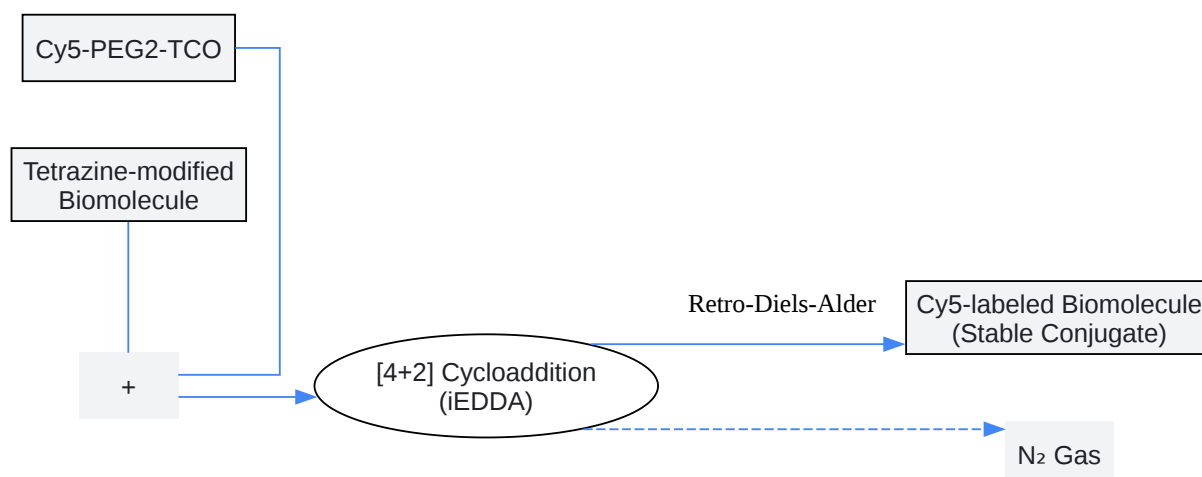 Cy5-PEG2-TCO
Tetrazine-modified
Biomolecule
+
[4+2] Cycloaddition
(iEDDA)
Retro-Diels-Alder
Cy5-labeled Biomolecule
(Stable Conjugate)
N₂ Gas